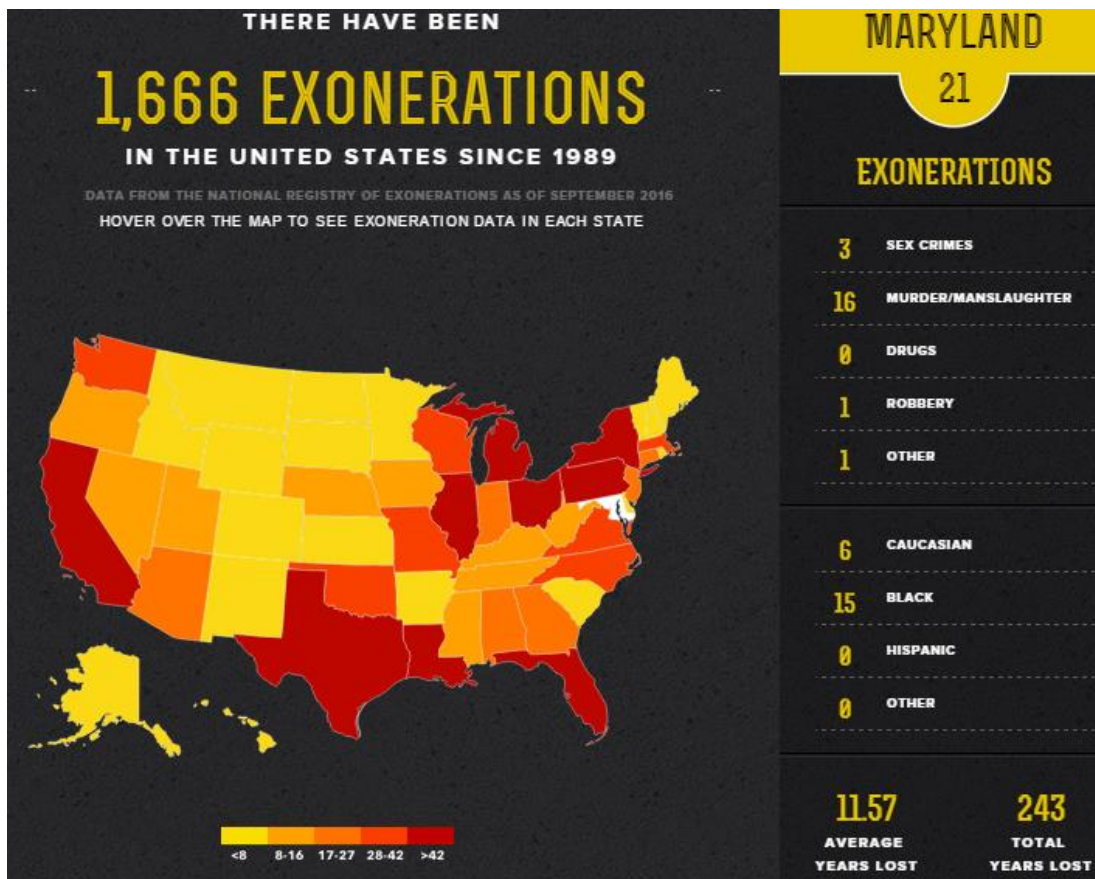 THERE HAVE BEEN
1,666 EXONERATIONS
IN THE UNITED STATES SINCE 1989
DATA FROM THE NATIONAL REGISTRY OF EXONERATIONS AS OF SEPTEMBER 2016
HOVER OVER THE MAP TO SEE EXONERATION DATA IN EACH STATE
<8 8-16 17-27 28-42 >42
MARYLAND
21
EXONERATIONS
3 SEX CRIMES
16 MURDER/MANSLAUGHTER
0 DRUGS
1 ROBBERY
1 OTHER
6 CAUCASIAN
15 BLACK
0 HISPANIC
0 OTHER
11.57 243
AVERAGE TOTAL
YEARS LOST YEARS LOST